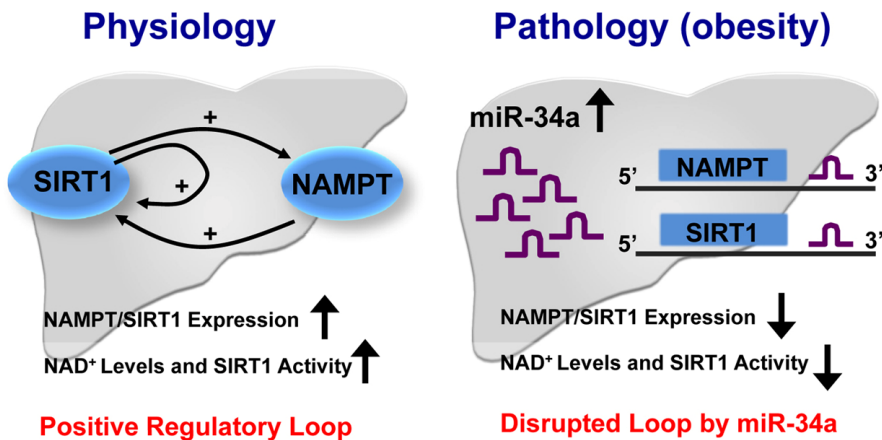 Physiology
SIRT1
+
+
+
NAMPT
NAMPT/SIRT1 Expression
NAD⁺ Levels and SIRT1 Activity
Positive Regulatory Loop
Pathology (obesity)
miR-34a
5’ NAMPT 3’
5’ SIRT1 3’
NAMPT/SIRT1 Expression
NAD⁺ Levels and SIRT1 Activity
Disrupted Loop by miR-34a